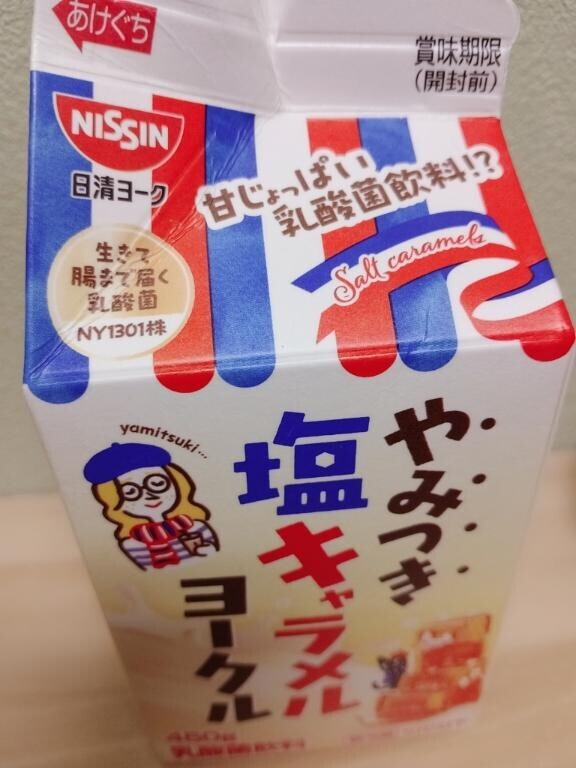 あけぐち
賞味期限
(開封前)
NISSIN
日清ヨーク
甘じょっぱい
乳酸菌飲料!?
Salt caramel
生きて
腸まで届く
乳酸菌
NY1301株
yamitsuki...
やみつき
塩キャラメル
ヨークル
450g
乳酸菌飲料